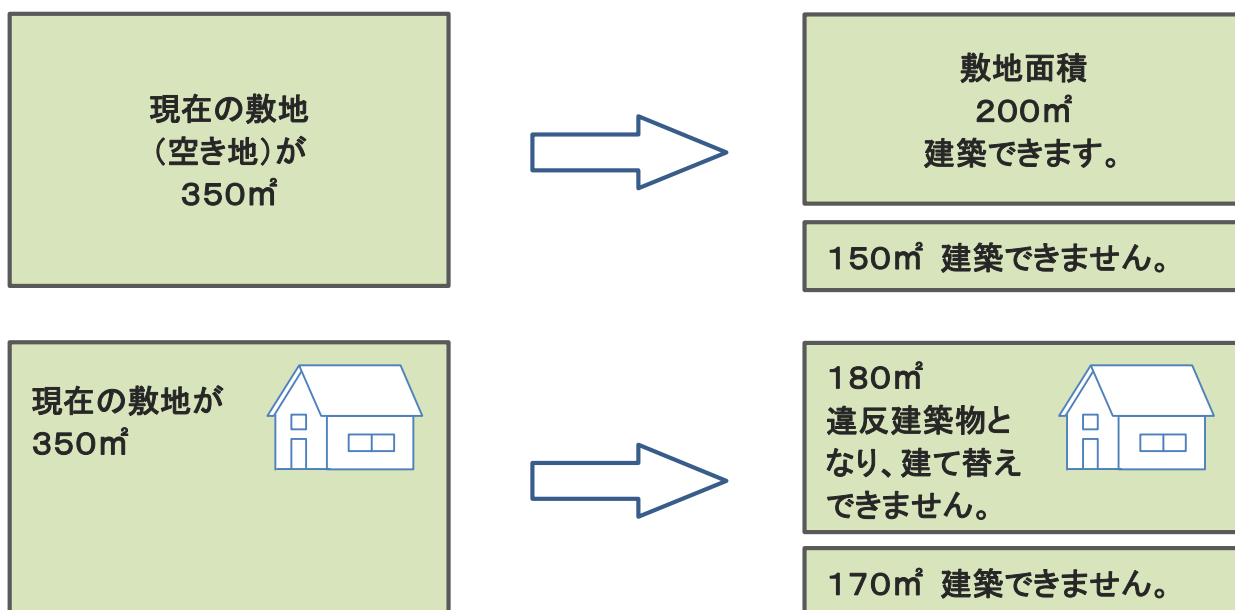 現在の敷地
（空き地）が
３５０㎡
敷地面積
２００㎡
建築できます。
１５０㎡ 建築できません。
現在の敷地が
３５０㎡
１８０㎡
違反建築物と
なり、建て替え
できません。
１７０㎡ 建築できません。